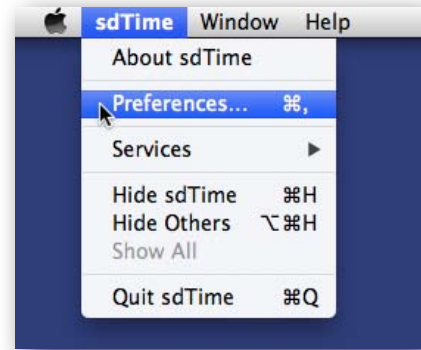 sdTime Window Help
About sdTime
Preferences... ⌘,
Services ▶
Hide sdTime ⌘H
Hide Others ⌥⌘H
Show All
Quit sdTime ⌘Q